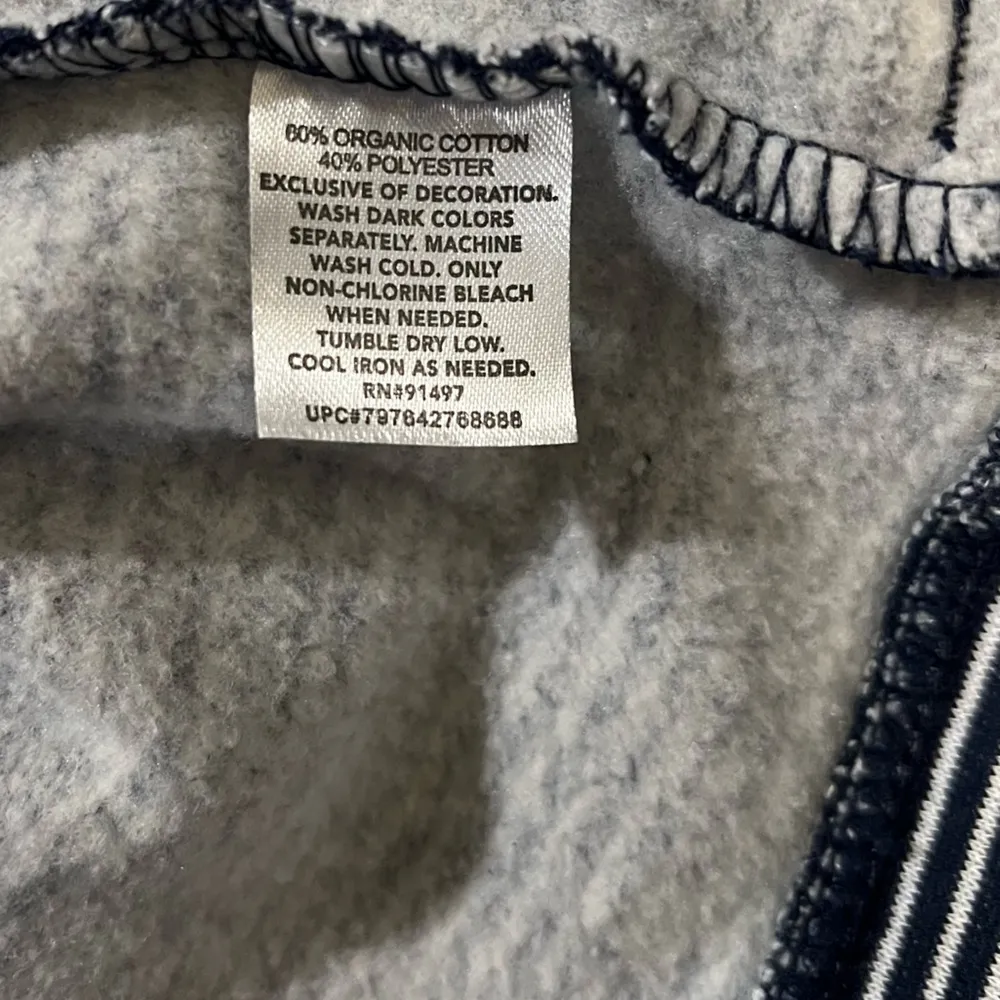 60% ORGANIC COTTON
40% POLYESTER
EXCLUSIVE OF DECORATION.
WASH DARK COLORS
SEPARATELY. MACHINE
WASH COLD. ONLY
NON-CHLORINE BLEACH
WHEN NEEDED.
TUMBLE DRY LOW.
COOL IRON AS NEEDED.
RN#91497
UPC#797642768688